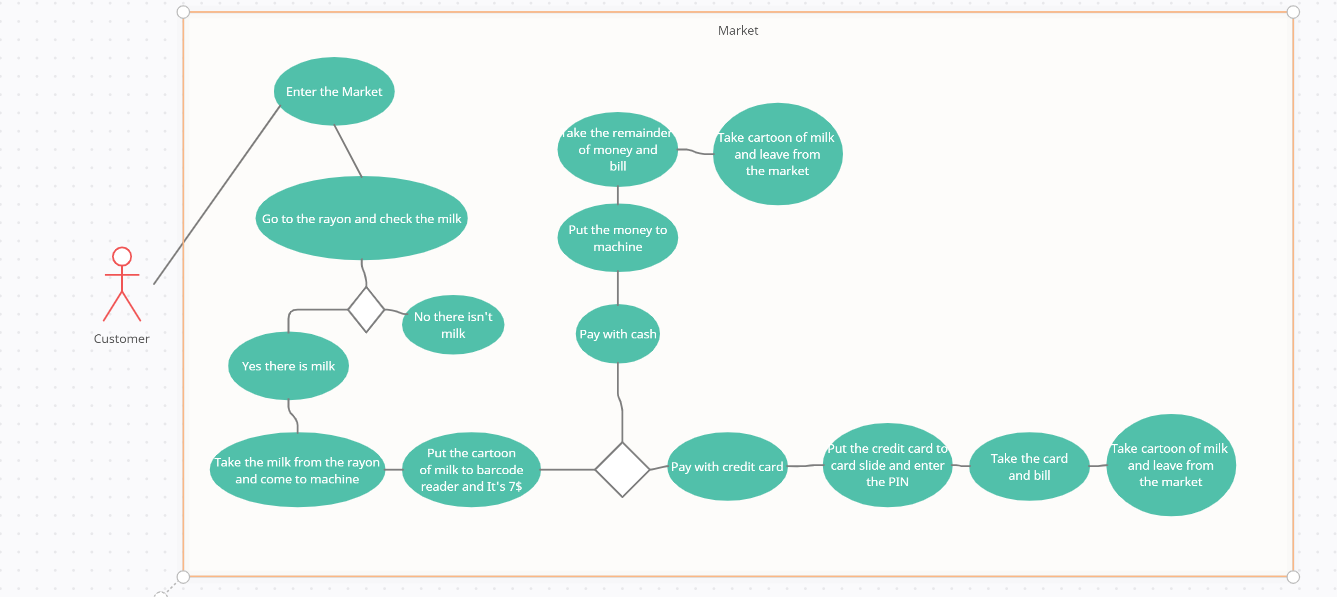 Market
Enter the Market
Go to the rayon and check the milk
No there isn't
milk
Yes there is milk
Take the milk from the rayon
and come to machine
Put the cartoon
of milk to barcode
reader and It's 7$
Take the remainder
of money and
bill
Take cartoon of milk
and leave from
the market
Put the money to
machine
Pay with cash
Pay with credit card
Put the credit card to
card slide and enter
the PIN
Take the card
and bill
Take cartoon of milk
and leave from
the market
Customer